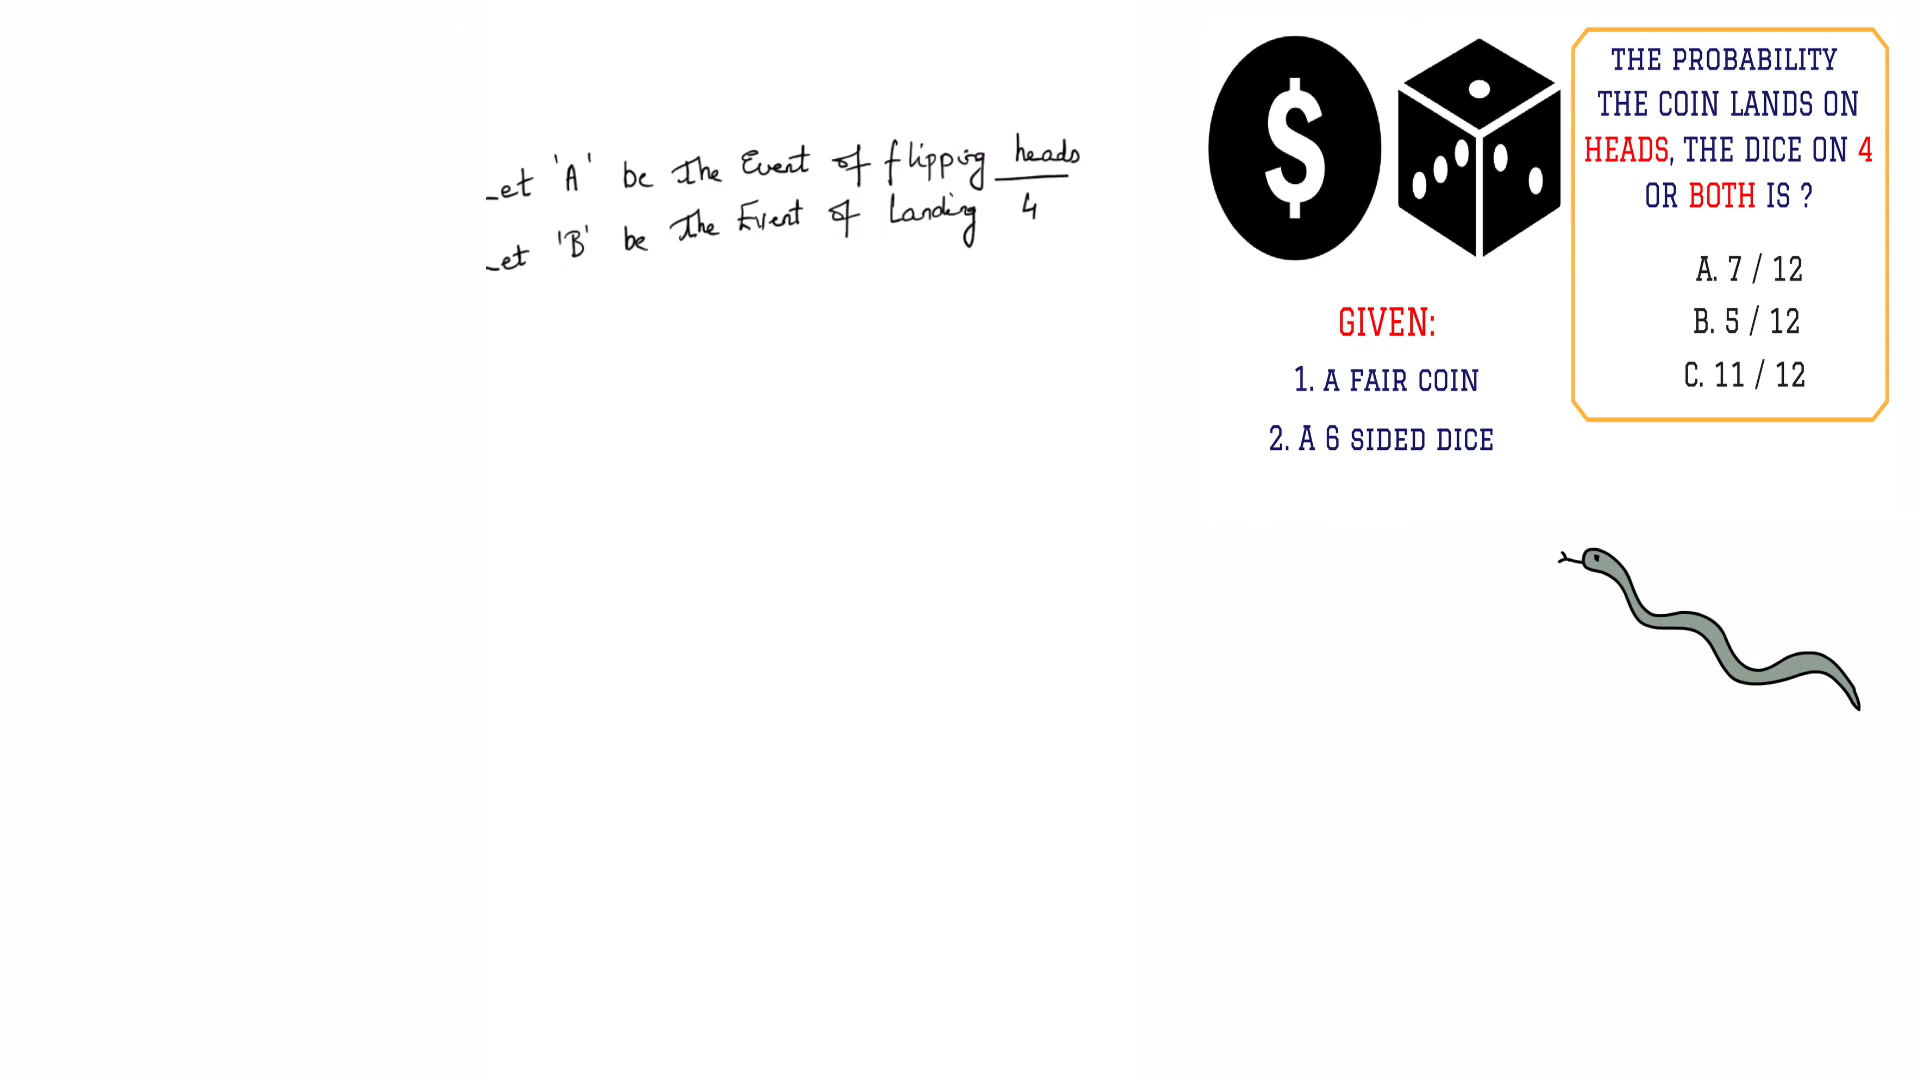 _et 'A' be the Event of flipping heads
_et 'B' be the Event of Landing 4
$
GIVEN:
1. A FAIR COIN
2. A 6 SIDED DICE
THE PROBABILITY
THE COIN LANDS ON
HEADS, THE DICE ON 4
OR BOTH IS ?
A. 7 / 12
B. 5 / 12
C. 11 / 12